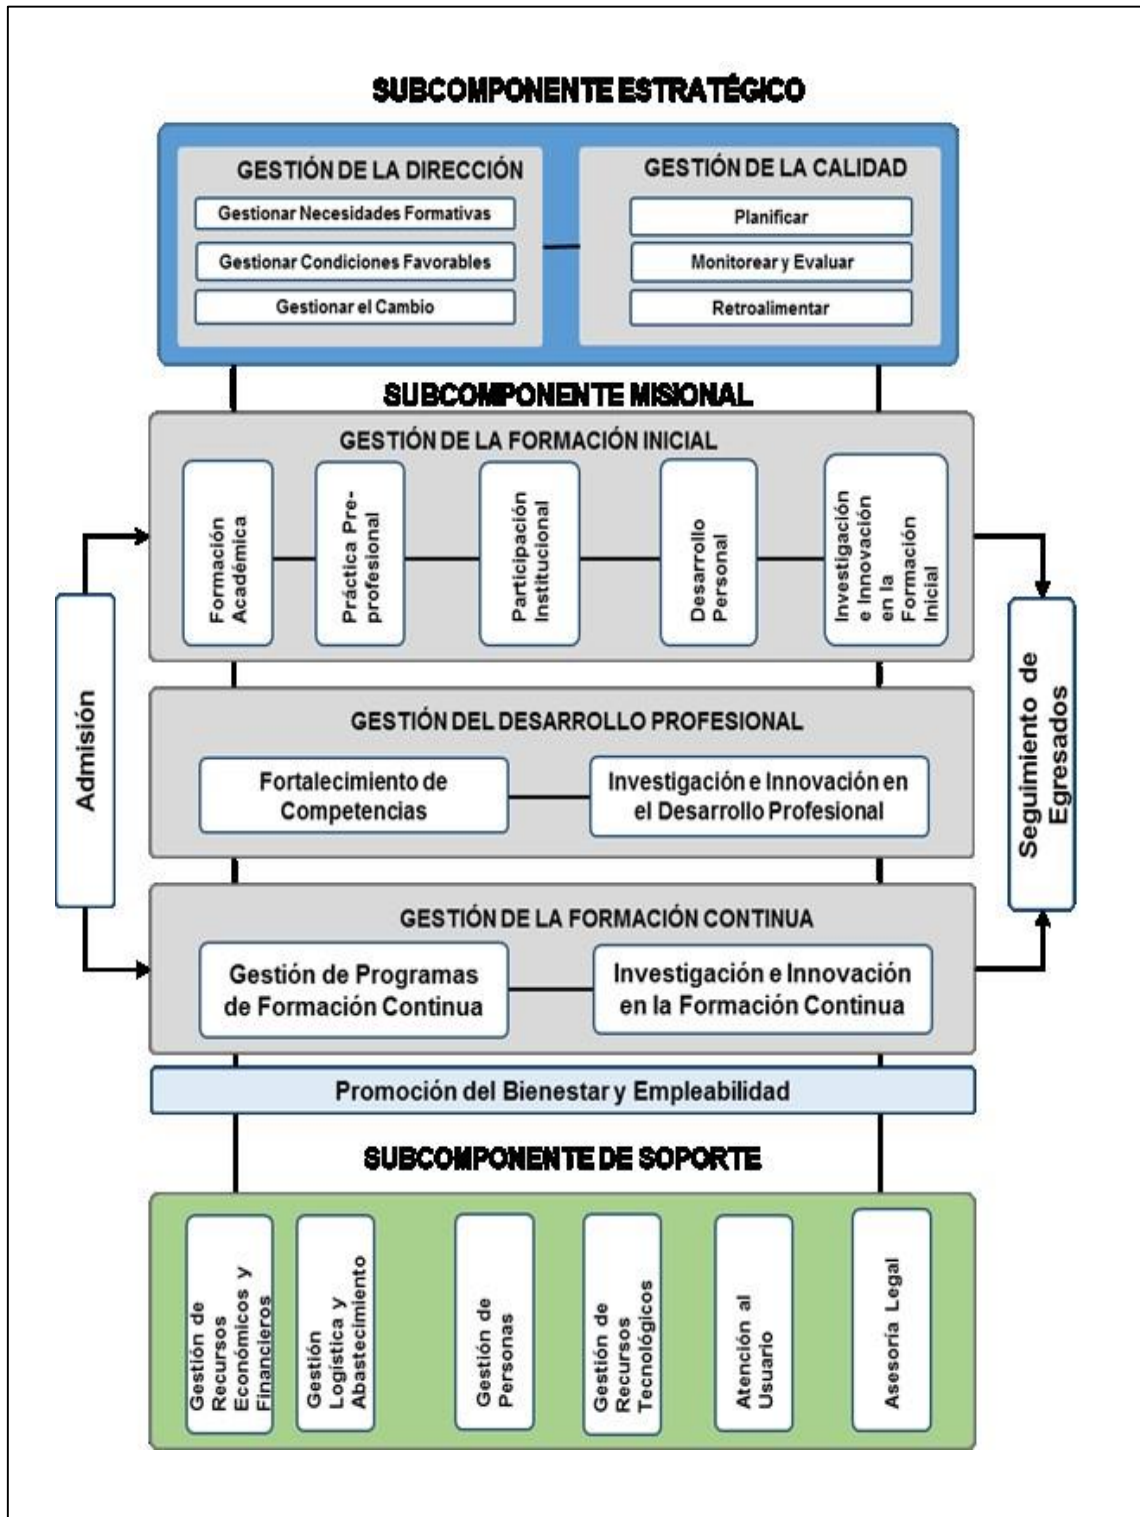 SUBCOMPONENTE ESTRATÉGICO
GESTIÓN DE LA DIRECCIÓN
Gestionar Necesidades Formativas
Gestionar Condiciones Favorables
Gestionar el Cambio
GESTIÓN DE LA CALIDAD
Planificar
Monitorear y Evaluar
Retroalimentar
SUBCOMPONENTE MISIONAL
Admisión
GESTIÓN DE LA FORMACIÓN INICIAL
Formación
Académica
Práctica Pre-
profesional
Participación
Institucional
Desarrollo
Personal
Investigación
e Innovación
en la
Formación
Inicial
GESTIÓN DEL DESARROLLO PROFESIONAL
Fortalecimiento de
Competencias
Investigación e Innovación en
el Desarrollo Profesional
GESTIÓN DE LA FORMACIÓN CONTINUA
Gestión de Programas
de Formación Continua
Investigación e Innovación
en la Formación Continua
Seguimiento de
Egresados
Promoción del Bienestar y Empleabilidad
SUBCOMPONENTE DE SOPORTE
Gestión de
Recursos
Económicos y
Financieros
Gestión
Logística y
Abastecimiento
Gestión de
Personas
Gestión de
Recursos
Tecnológicos
Atención al
Usuario
Asesoría Legal